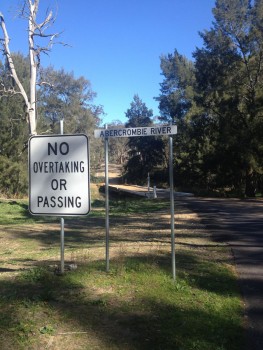 ABERCROMBIE RIVER
NO
OVERTAKING
OR
PASSING